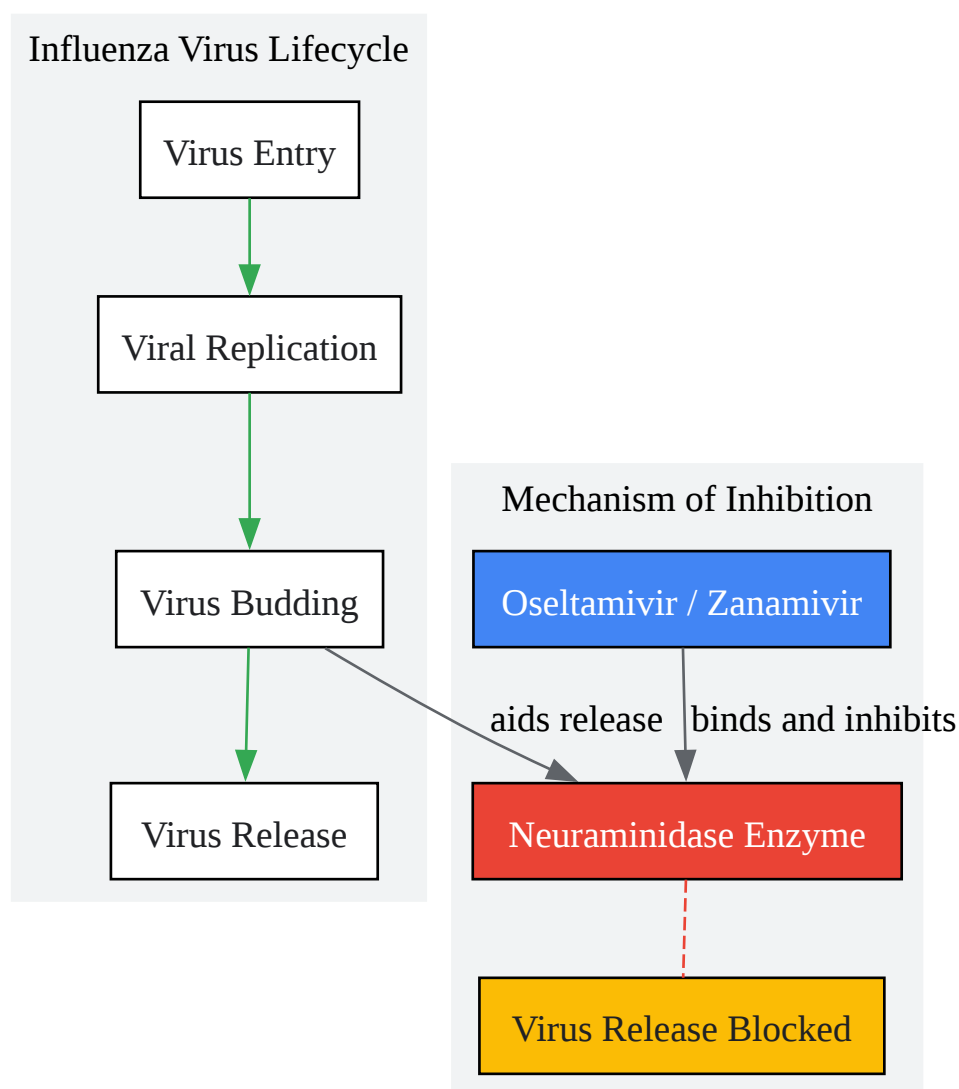 Influenza Virus Lifecycle
Virus Entry
Viral Replication
Mechanism of Inhibition
Virus Budding
Oseltamivir / Zanamivir
aids release
binds and inhibits
Virus Release
Neuraminidase Enzyme
Virus Release Blocked